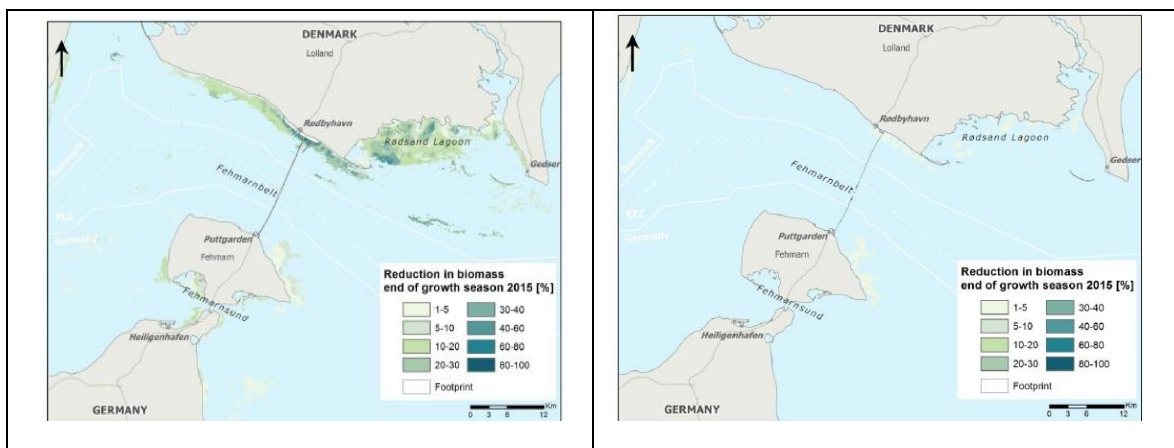 DENMARK
Lolland
Rødbyhavn
Rødsand Lagoon
Gedser
Fehmarnbelt
EEZ
Germany
Puttgarden
Fehmarn
Fehmarnsund
Heiligenhafen
GERMANY
Reduction in biomass
end of growth season 2015 [%]
1-5 30-40
5-10 40-60
10-20 60-80
20-30 80-100
Footprint
Km
0 3 6 12
DENMARK
Lolland
Rødbyhavn
Rødsand Lagoon
Gedser
Fehmarnbelt
Germany
Puttgarden
Fehmarn
Fehmarnsund
Heiligenhafen
GERMANY
Reduction in biomass
end of growth season 2015 [%]
1-5 30-40
5-10 40-60
10-20 60-80
20-30 80-100
Footprint
Km
0 3 6 12